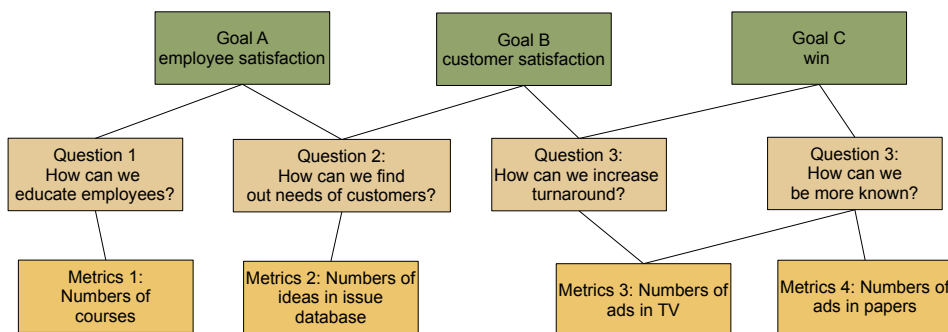 Goal A
employee satisfaction
Goal B
customer satisfaction
Goal C
win
Question 1
How can we
educate employees?
Question 2:
How can we find
out needs of customers?
Question 3:
How can we increase
turnaround?
Question 3:
How can we
be more known?
Metrics 1:
Numbers of
courses
Metrics 2: Numbers of
ideas in issue
database
Metrics 3: Numbers of
ads in TV
Metrics 4: Numbers of
ads in papers